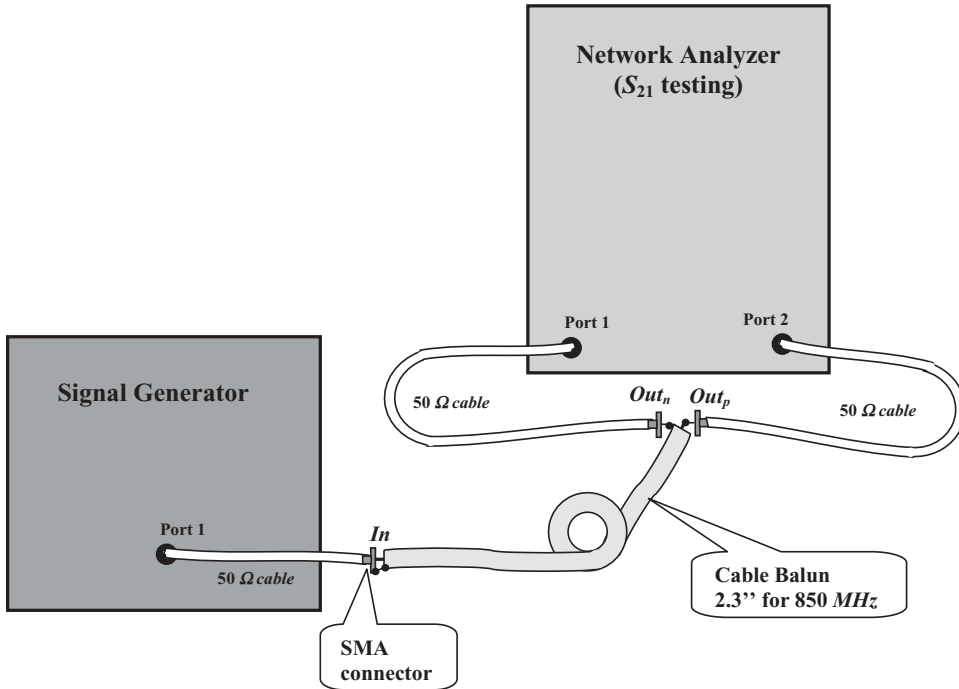 Network Analyzer
(S21 testing)
Port 1
Port 2
Signal Generator
50 Ω cable
Outn
Outp
50 Ω cable
Port 1
In
50 Ω cable
Cable Balun
2.3’’ for 850 MHz
SMA
connector